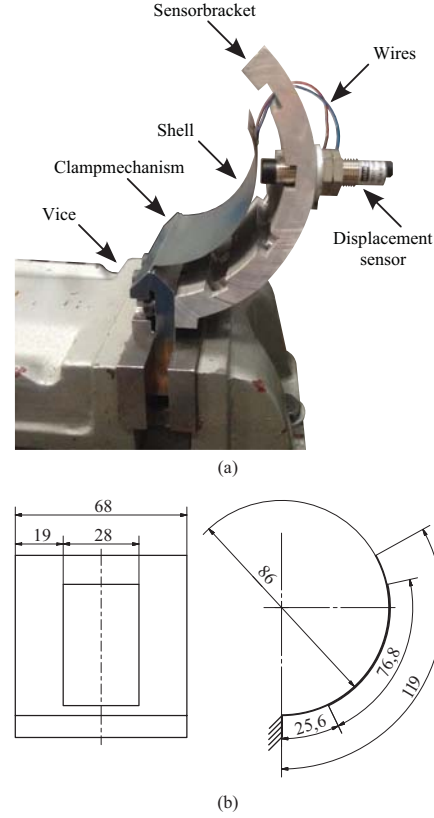 Sensorbracket
Wires
Shell
Clampmechanism
Vice
Displacement
sensor
(a)
68
19
28
86
76,8
119
25,6
(b)